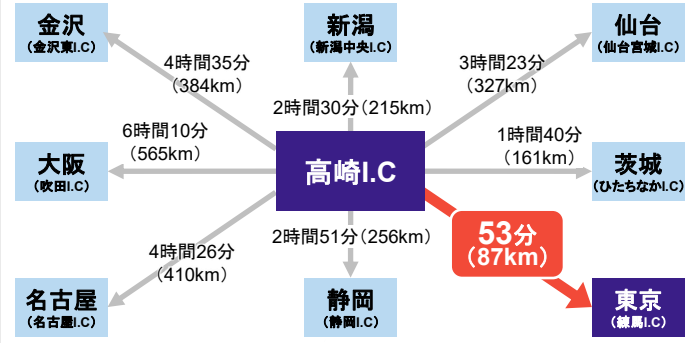 金沢
(金沢東I.C)
新潟
(新潟中央I.C)
仙台
(仙台宮城I.C)
4時間35分
(384km)
3時間23分
(327km)
2時間30分(215km)
6時間10分
(565km)
1時間40分
(161km)
大阪
(吹田I.C)
高崎I.C
茨城
(ひたちなかI.C)
4時間26分
(410km)
2時間51分(256km)
53分
(87km)
名古屋
(名古屋I.C)
静岡
(静岡I.C)
東京
(練馬I.C)